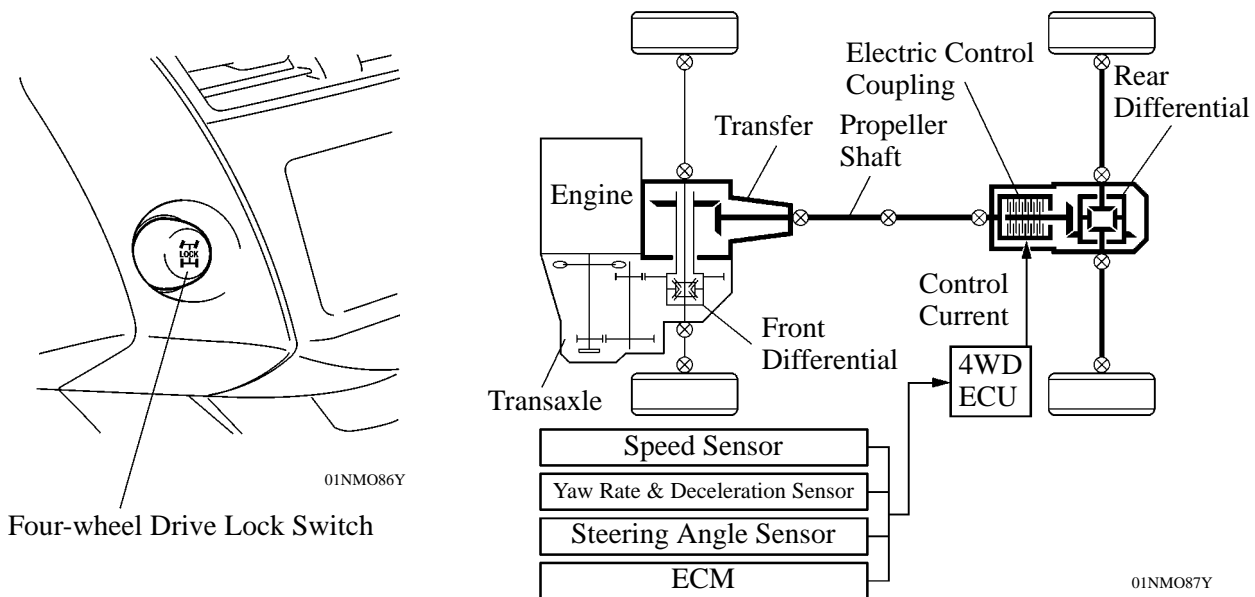 LOCK
01NMO86Y
Four-wheel Drive Lock Switch
Engine
Transfer
Propeller
Shaft
Electric Control
Coupling
Rear
Differential
Control
Current
Front
Differential
Transaxle
4WD
ECU
Speed Sensor
Yaw Rate & Deceleration Sensor
Steering Angle Sensor
ECM
01NMO87Y